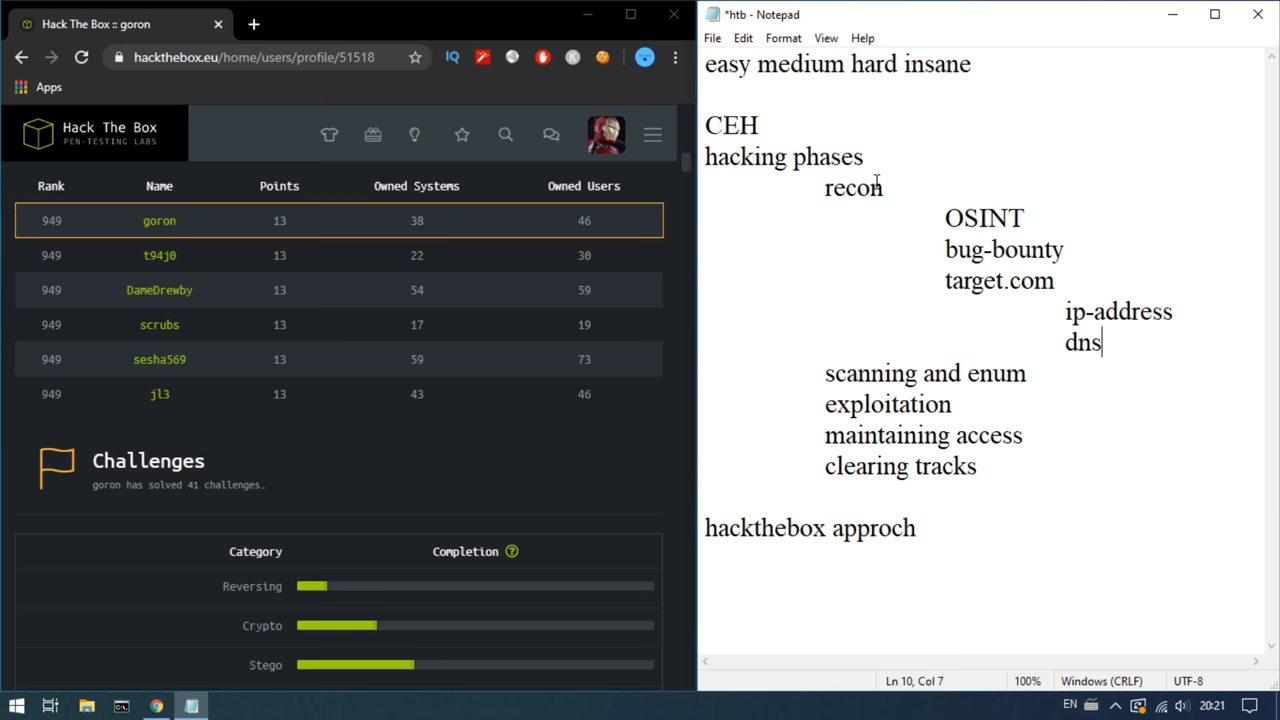 Hack The Box :: goron
hackthebox.eu/home/users/profile/51518
IQ
Apps
Hack The Box
PEN-TESTING LABS
Rank Name Points Owned Systems Owned Users
949 goron 13 38 46
949 t94j0 13 22 30
949 DameDrewby 13 54 59
949 scrubs 13 17 19
949 sesha569 13 59 73
949 jl3 13 43 46
Challenges
goron has solved 41 challenges.
Category Completion ?
Reversing
Crypto
Stego
*htb - Notepad
File Edit Format View Help
easy medium hard insane
CEH
hacking phases
recon
OSINT
bug-bounty
target.com
ip-address
dns
scanning and enum
exploitation
maintaining access
clearing tracks
hackthebox approch
Ln 10, Col 7 100% Windows (CRLF) UTF-8
EN 20:21